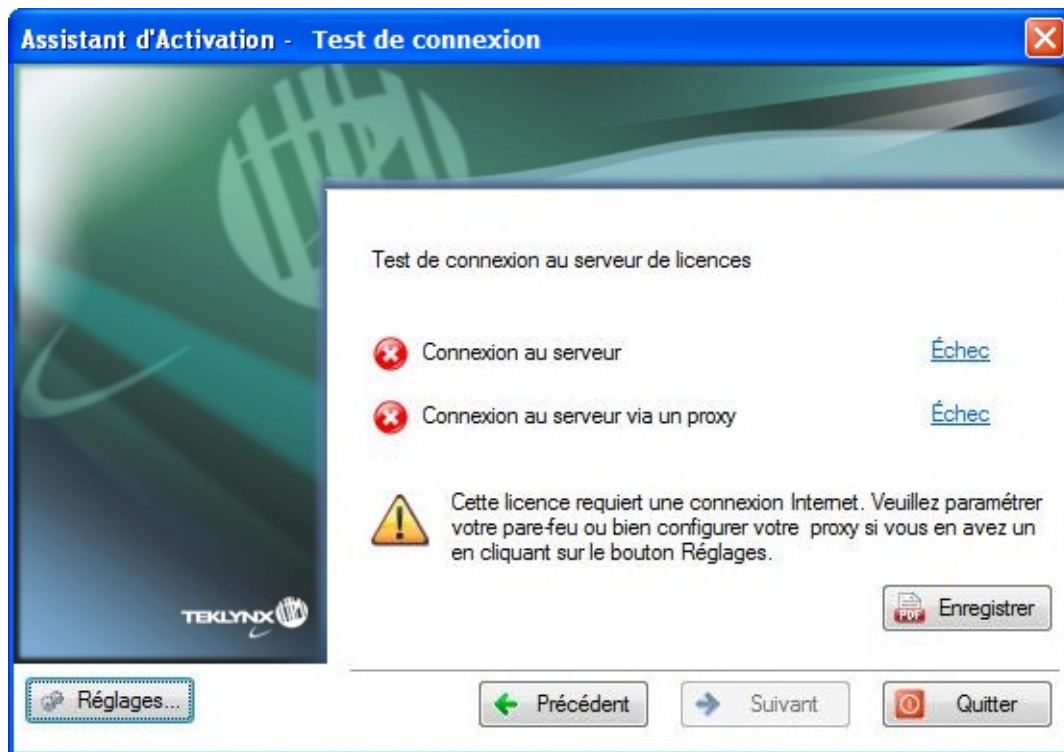 Assistant d'Activation - Test de connexion
Test de connexion au serveur de licences
Connexion au serveur Échec
Connexion au serveur via un proxy Échec
Cette licence requiert une connexion Internet. Veuillez paramétrer
votre pare-feu ou bien configurer votre proxy si vous en avez un
en cliquant sur le bouton Réglages.
TEKLYNX
PDF Enregistrer
Réglages...
Précédent
Suivant
Quitter